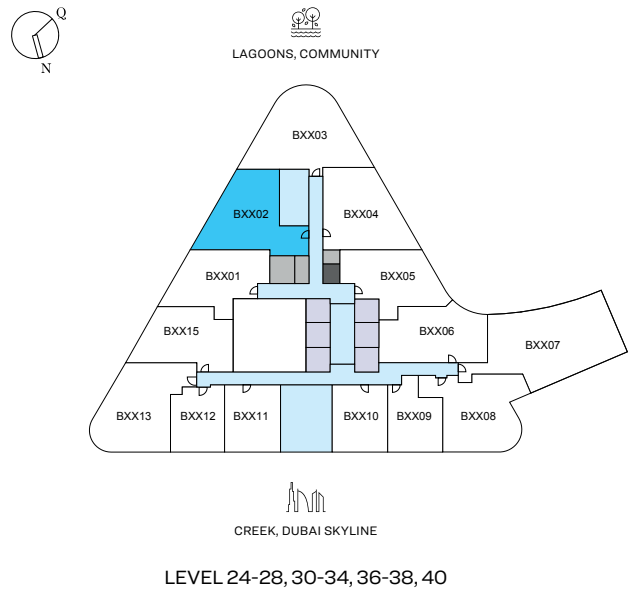 Q
N
LAGOONS, COMMUNITY
BXX03
BXX02
BXX04
BXX01
BXX05
BXX15
BXX06
BXX07
BXX13
BXX12
BXX11
BXX10
BXX09
BXX08
CREEK, DUBAI SKYLINE
LEVEL 24-28, 30-34, 36-38, 40